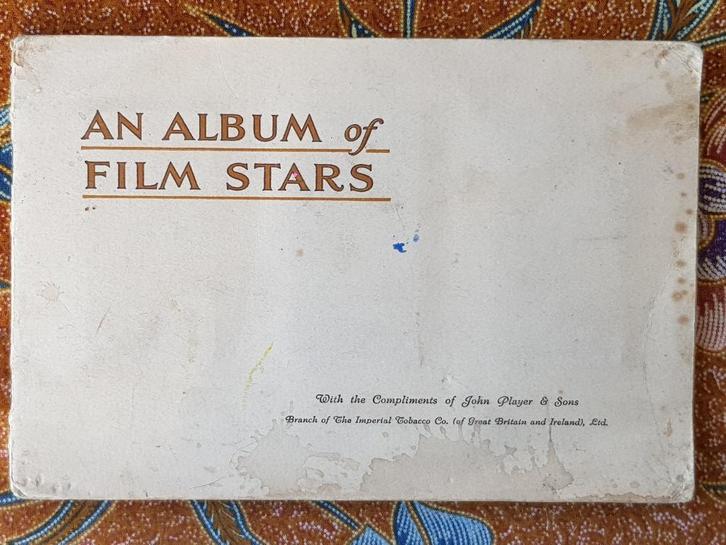 AN ALBUM of
FILM STARS
With the Compliments of John Player & Sons
Branch of The Imperial Tobacco Co. (of Great Britain and Ireland), Ltd.